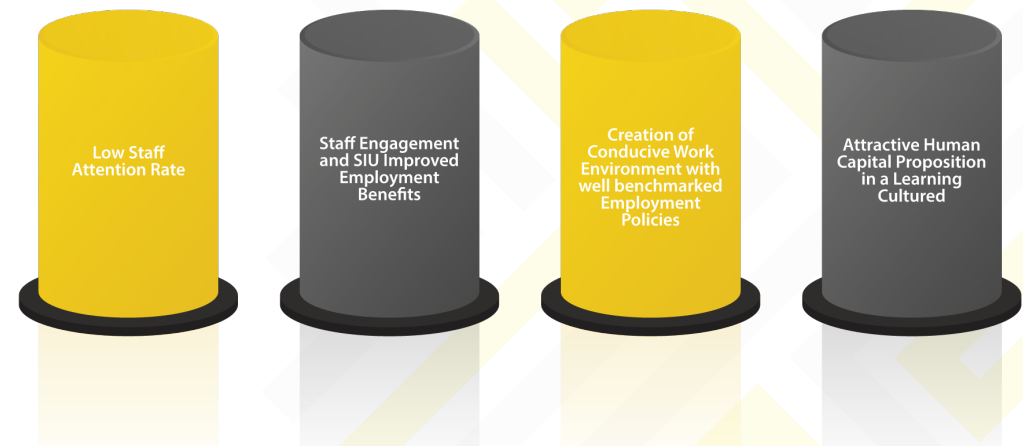 Low Staff
Attention Rate
Staff Engagement
and SIU Improved
Employment
Benefits
Creation of
Conducive Work
Environment with
well benchmarked
Employment
Policies
Attractive Human
Capital Proposition
in a Learning
Cultured